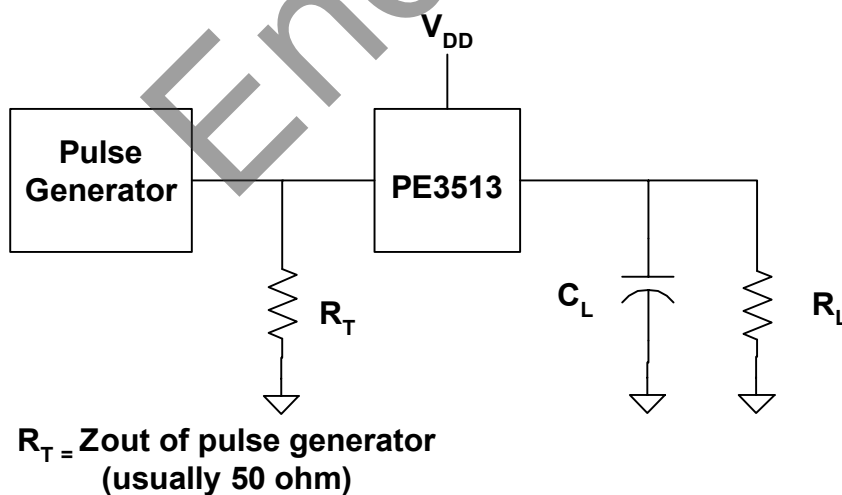 V_DD
Pulse
Generator
PE3513
R_T
C_L
R_L
R_T = Zout of pulse generator
(usually 50 ohm)